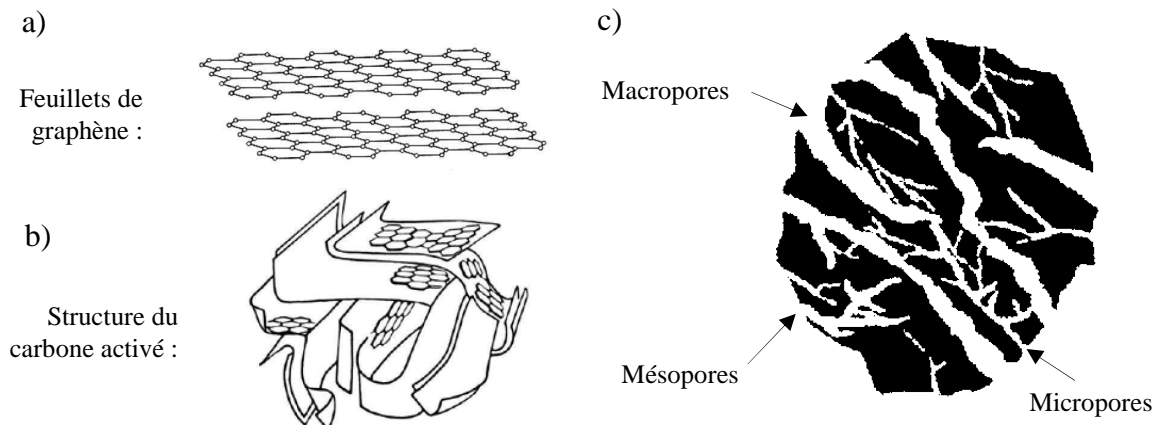 a)
Feuillets de
graphène :
b)
Structure du
carbone activé :
c)
Macropores
Mésopores
Micropores